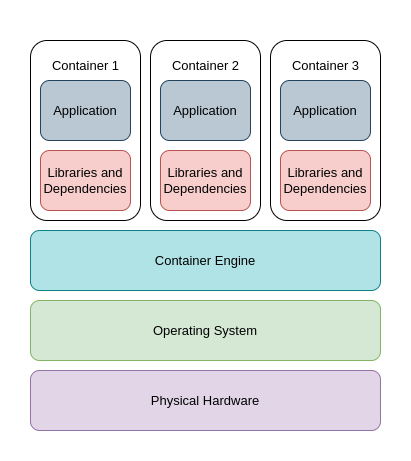 Container 1
Container 2
Container 3
Application
Application
Application
Libraries and
Dependencies
Libraries and
Dependencies
Libraries and
Dependencies
Container Engine
Operating System
Physical Hardware